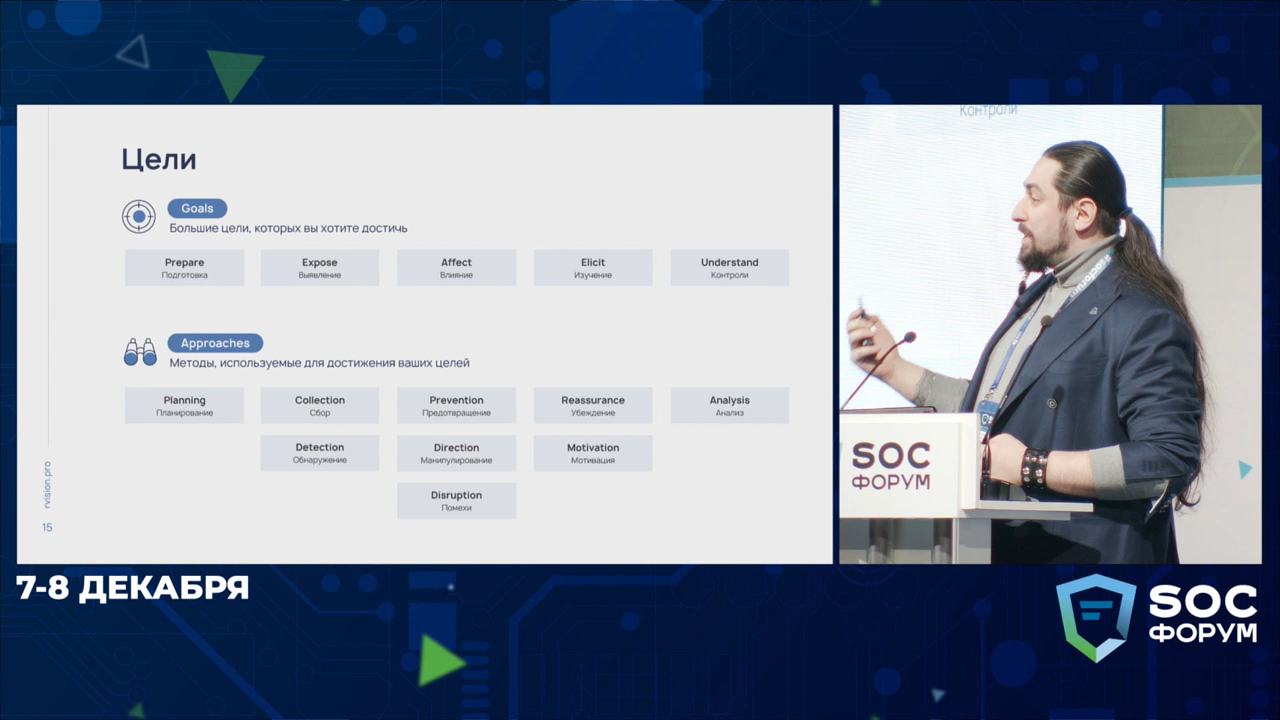 Цели
Goals
Большие цели, которых вы хотите достичь
Prepare
Подготовка
Expose
Выявление
Affect
Влияние
Elicit
Изучение
Understand
Контроли
Approaches
Методы, используемые для достижения ваших целей
Planning
Планирование
Collection
Сбор
Prevention
Предотвращение
Reassurance
Убеждение
Analysis
Анализ
Detection
Обнаружение
Direction
Манипулирование
Motivation
Мотивация
Disruption
Помехи
rvision.pro
15
Контроли
#socforum
SOC
ФОРУМ
7-8 ДЕКАБРЯ
SOC
ФОРУМ